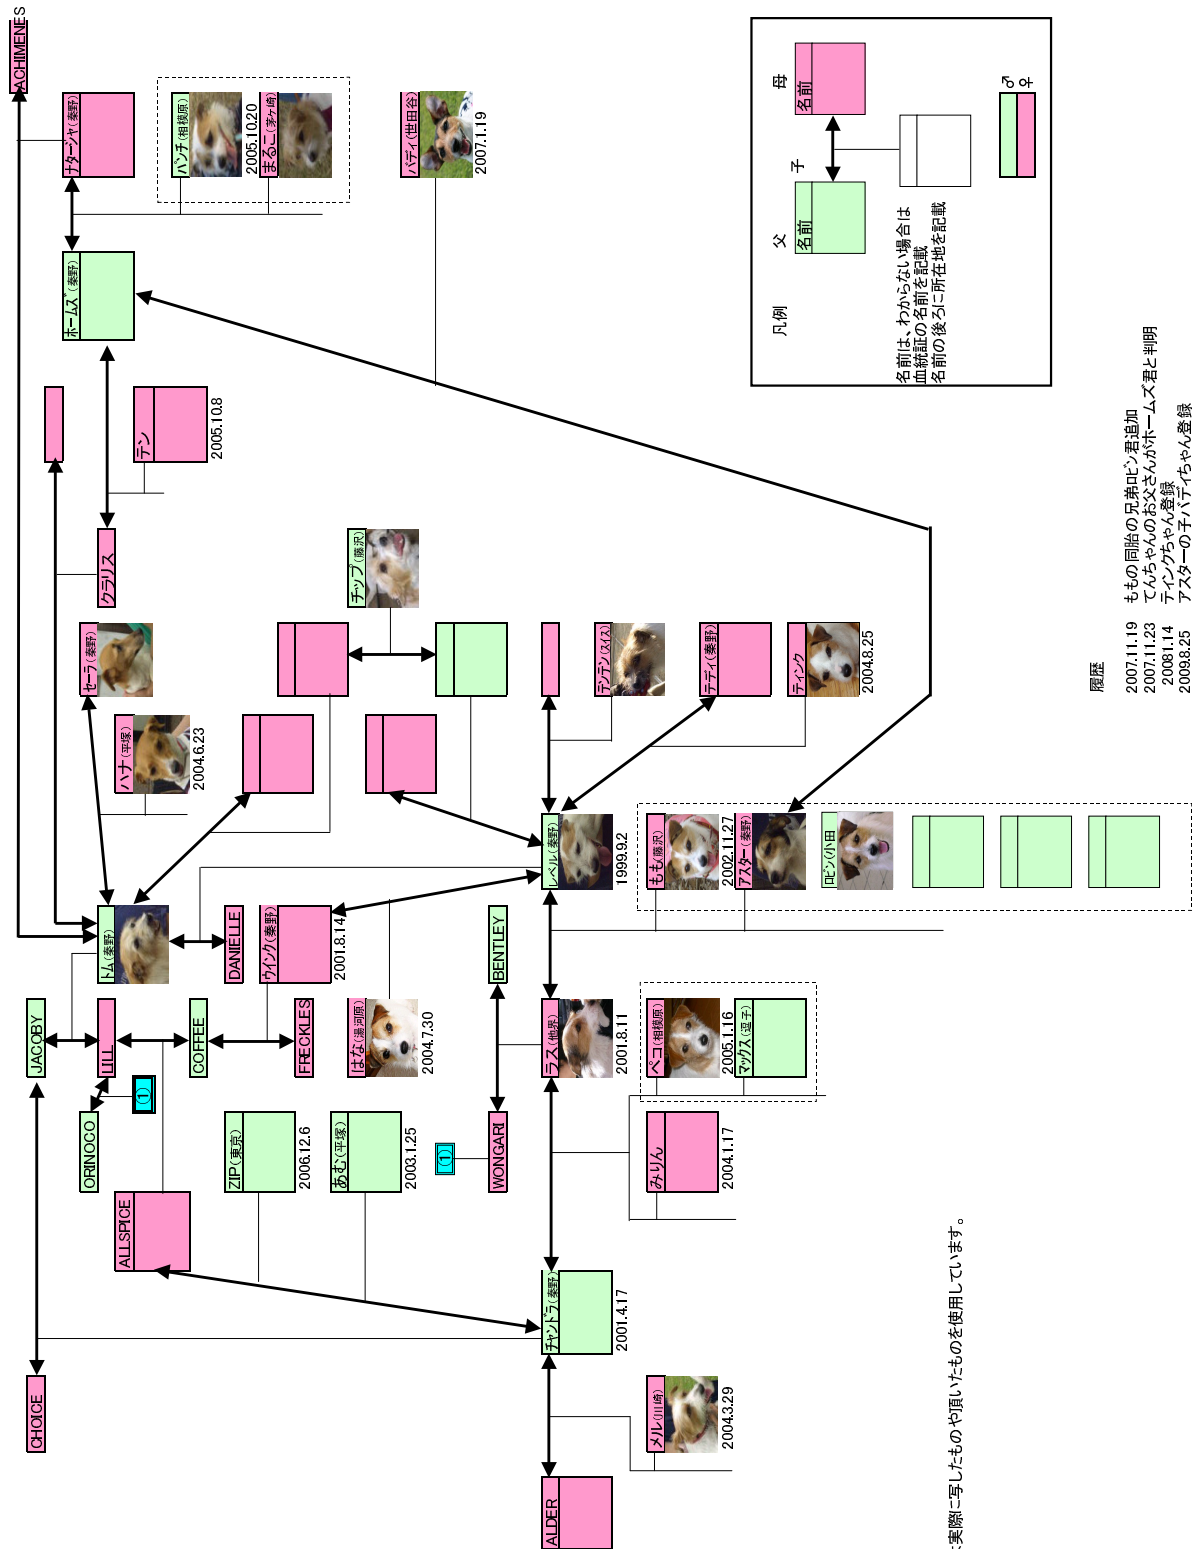 ACHIMENES
ナターシャ(秦野)
パンチ(相模原)
2005.10.20
まるこ(茅ケ崎)
バディ(世田谷)
2007.1.19
ホームズ(秦野)
テン
2005.10.8
クラリス
チップ(藤沢)
セーラ(秦野)
ハナ(平塚)
2004.6.23
テンテン(スイス)
テディ(秦野)
ティンク
2004.8.25
トム(秦野)
DANIELLE
ウインク(秦野)
2001.8.14
レベル(秦野)
1999.9.2
もも(藤沢)
2002.11.27
アスター(秦野)
ロビン(小田
JACOBY
LILL
COFFEE
FRECKLES
はな(湯河原)
2004.7.30
BENTLEY
ラス(他界)
2001.8.11
ペコ(相模原)
2005.1.16
マックス(逗子)
ORINOCO
(1)
ALLSPICE
ZIP(東京)
2006.12.6
あむ(平塚)
2003.1.25
(1)
WONGARI
みりん
2004.1.17
CHOICE
チャンドラ(秦野)
2001.4.17
メル(川崎)
2004.3.29
ALDER
凡例
父
子
母
名前
名前
名前は、わからない場合は
血統証の名前を記載
名前の後ろに所在地を記載
♂
♀
履歴
2007.11.19 ももの同胎の兄弟ロビン君追加
2007.11.23 てんちゃんのお父さんがホームズ君と判明
20081.14 ティンクちゃん登録
2009.8.25 アスターの子バディちゃん登録
実際に写したものや頂いたものを使用しています。